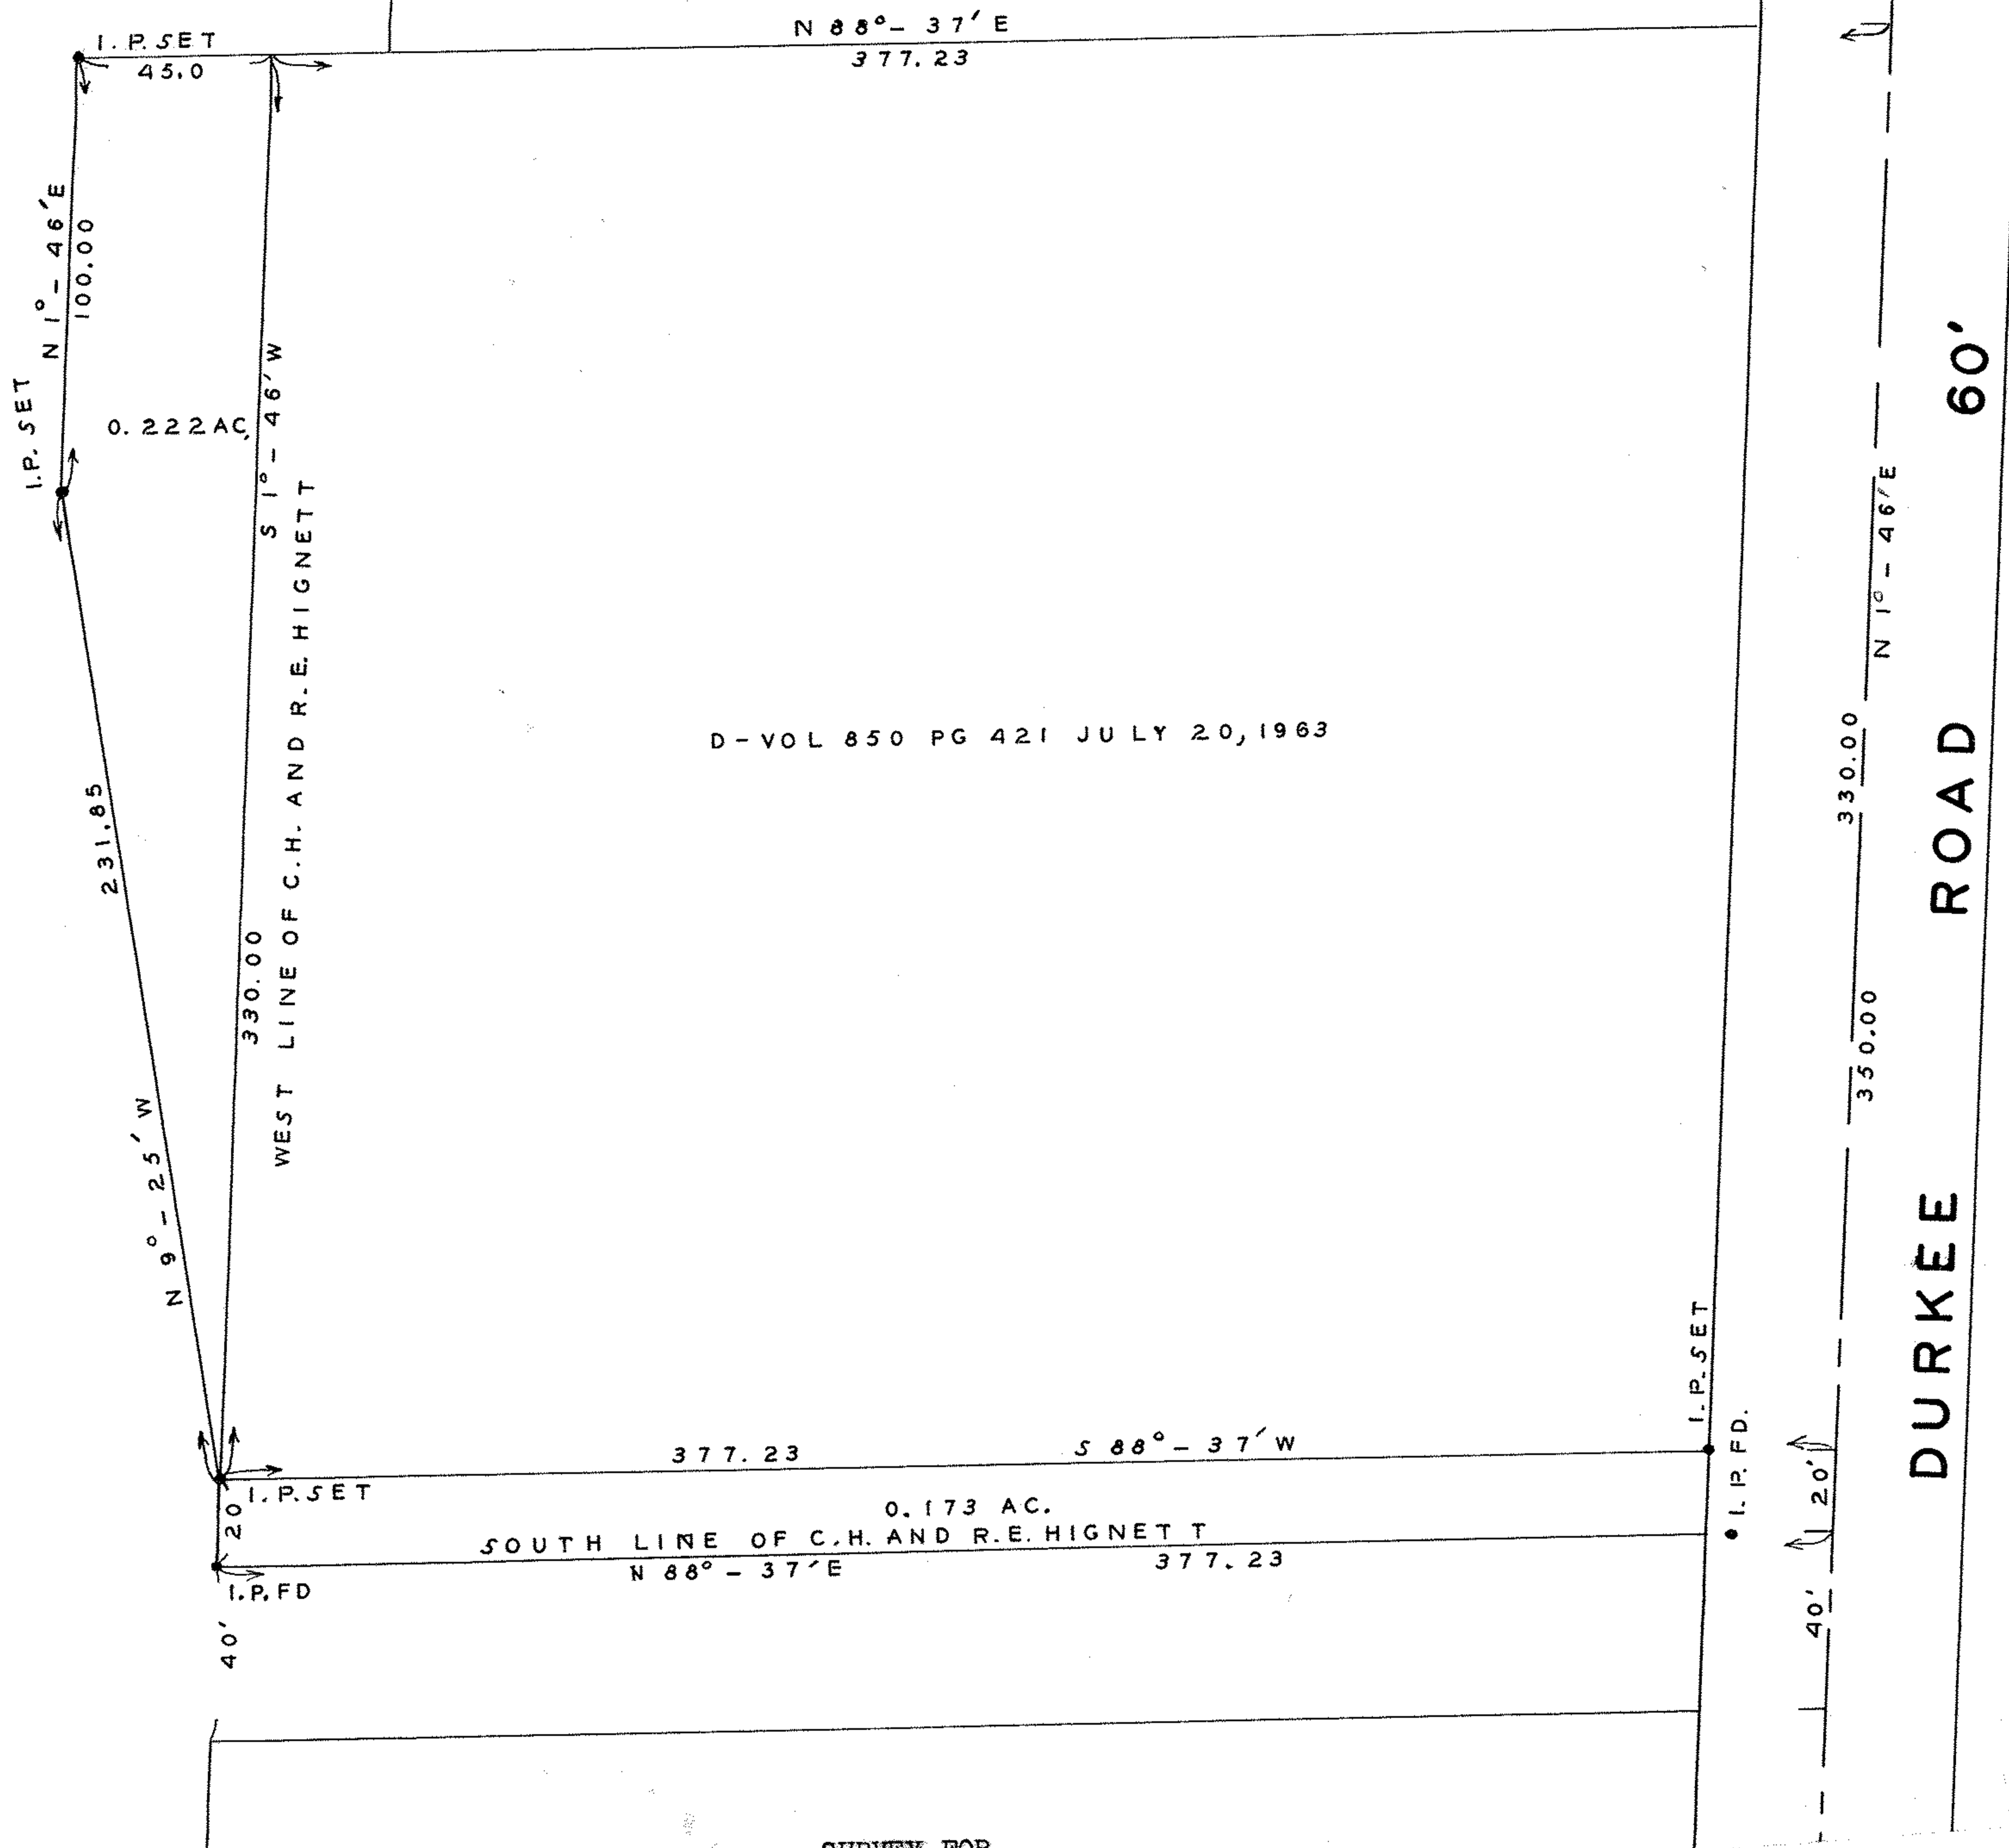 N 88° - 37' E
I. P. SET
377.23
45.0
N 1° - 46' E
100.00
I.P. SET
0.222 AC.
S 1° - 46' W
330.00
WEST LINE OF C.H. AND R.E. HIGNETT
231.85
N 9° - 25' W
D - VOL 850 PG 421 JULY 20, 1963
N 1° - 46' E
330.00
350.00
DURKEE ROAD 60'
I. P. SET
I. P. FD.
377.23 S 88° - 37' W
I. P. SET
20
20'
0.173 AC.
SOUTH LINE OF C.H. AND R.E. HIGNETT
N 88° - 37' E 377.23
I. P. FD
40'
40'
SURVEY FOR